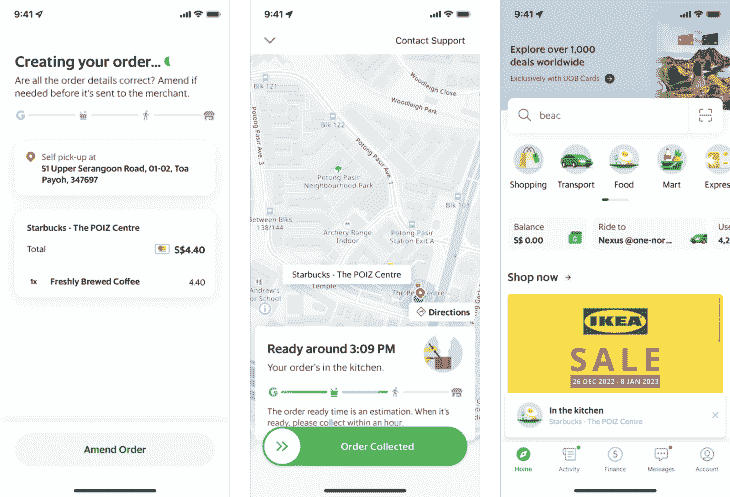 9:41
Creating your order...
Are all the order details correct? Amend if
needed before it's sent to the merchant.
G
Self pick-up at
51 Upper Serangoon Road, 01-02, Toa
Payoh, 347697
Starbucks - The POIZ Centre
Total
S$4.40
1x
Freshly Brewed Coffee
4.40
Amend Order
9:41
Contact Support
Woodleigh Close
Blk 121
Woodleigh Park
Blk 122
Potong Pasir Ave. 3
Potong Pasir Ave. 1
Potong Pasir
Neighbourhood Park
Between Blks
138/144
Archery Range
Indoor
Potong Pasir
Station Exit A
Starbucks - The POIZ Centre
Andrew's
or School
Temple
Directions
Ready around 3:09 PM
Your order's in the kitchen.
G
The order ready time is an estimation. When it's
ready, please collect within an hour.
Order Collected
9:41
Explore over 1,000
deals worldwide
Exclusively with UOB Cards
beac
Shopping
Transport
Food
Mart
Expres
Balance
S$ 0.00
Ride to
Nexus @one-nor...
Use
4,2
Shop now
IKEA
SALE
26 DEC 2022 - 8 JAN 2023
In the kitchen
Starbucks - The POIZ Centre
Home
Activity
Finance
Messages
Account